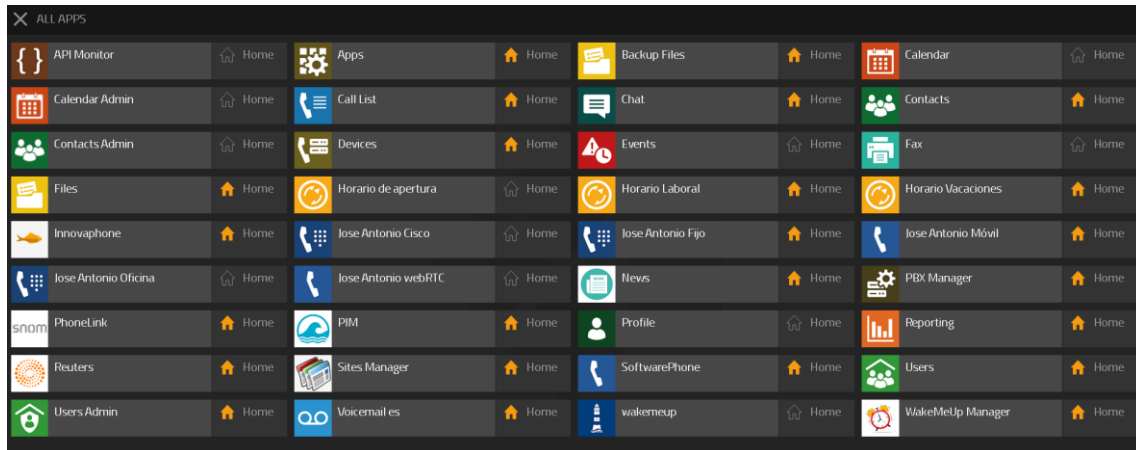 ALL APPS
API Monitor Home Apps Home Backup Files Home Calendar Home
Calendar Admin Home Call List Home Chat Home Contacts Home
Contacts Admin Home Devices Home Events Home Fax Home
Files Home Horario de apertura Home Horario Laboral Home Horario Vacaciones Home
Innovaphone Home Jose Antonio Cisco Home Jose Antonio Fijo Home Jose Antonio Móvil Home
Jose Antonio Oficina Home Jose Antonio webRTC Home News Home PBX Manager Home
snom PhoneLink Home PIM Home Profile Home Reporting Home
Reuters Home Sites Manager Home SoftwarePhone Home Users Home
Users Admin Home Voicemail es Home wakemeup Home WakeMeUp Manager Home